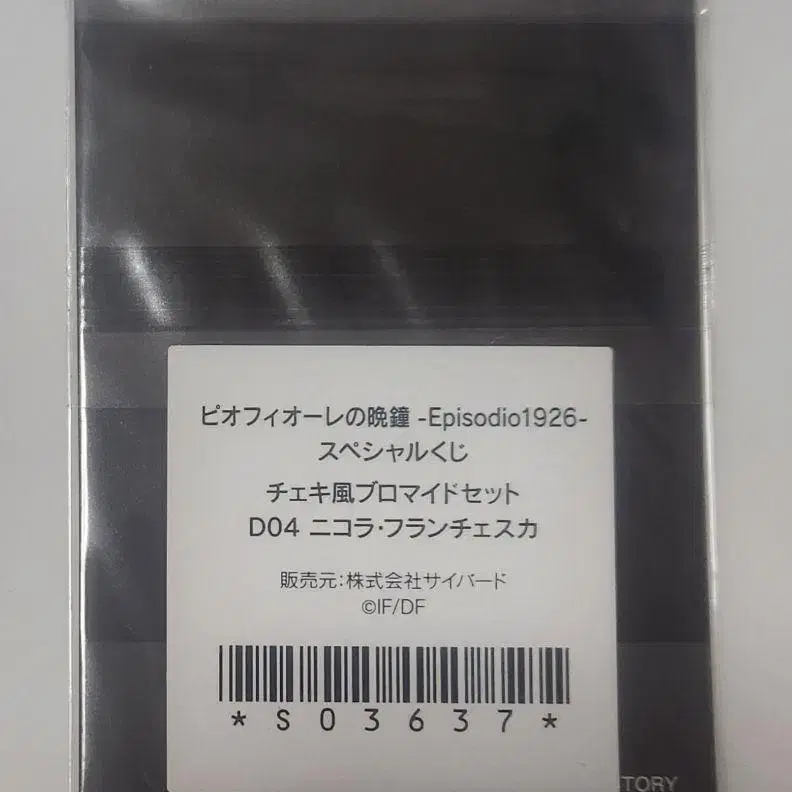 ピオフィオーレの晩鐘 -Episodio1926-
スペシャルくじ
チェキ風ブロマイドセット
D04 ニコラ・フランチェスカ
販売元:株式会社サイバード
©IF/DF
*S03637*
TORY